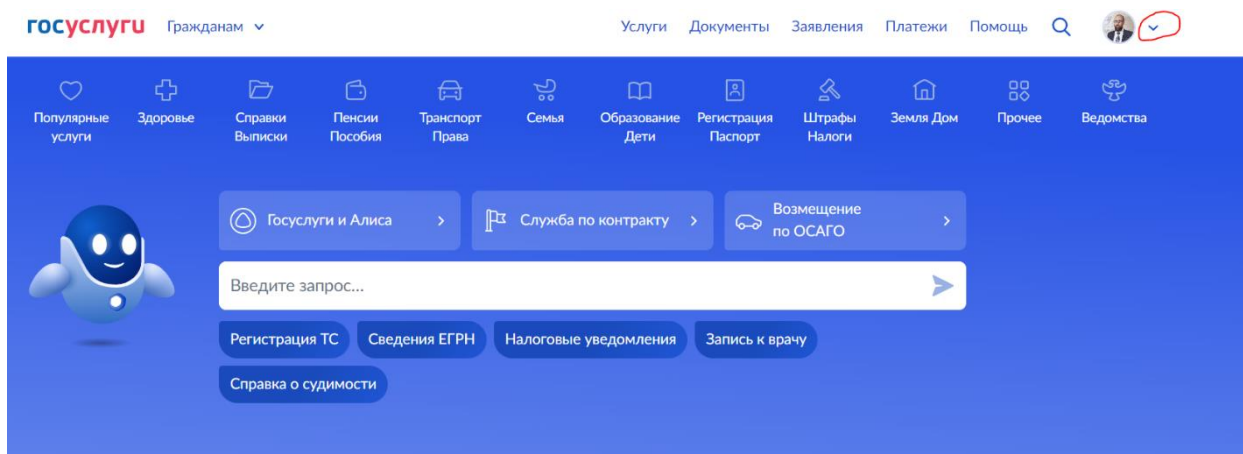 госуслуги Гражданам Услуги Документы Заявления Платежи Помощь
Популярные услуги
Здоровье
Справки Выписки
Пенсии Пособия
Транспорт Права
Семья
Образование Дети
Регистрация Паспорт
Штрафы Налоги
Земля Дом
Прочее
Ведомства
Госуслуги и Алиса
Служба по контракту
Возмещение
по ОСАГО
Введите запрос...
Регистрация ТС Сведения ЕГРН Налоговые уведомления Запись к врачу
Справка о судимости